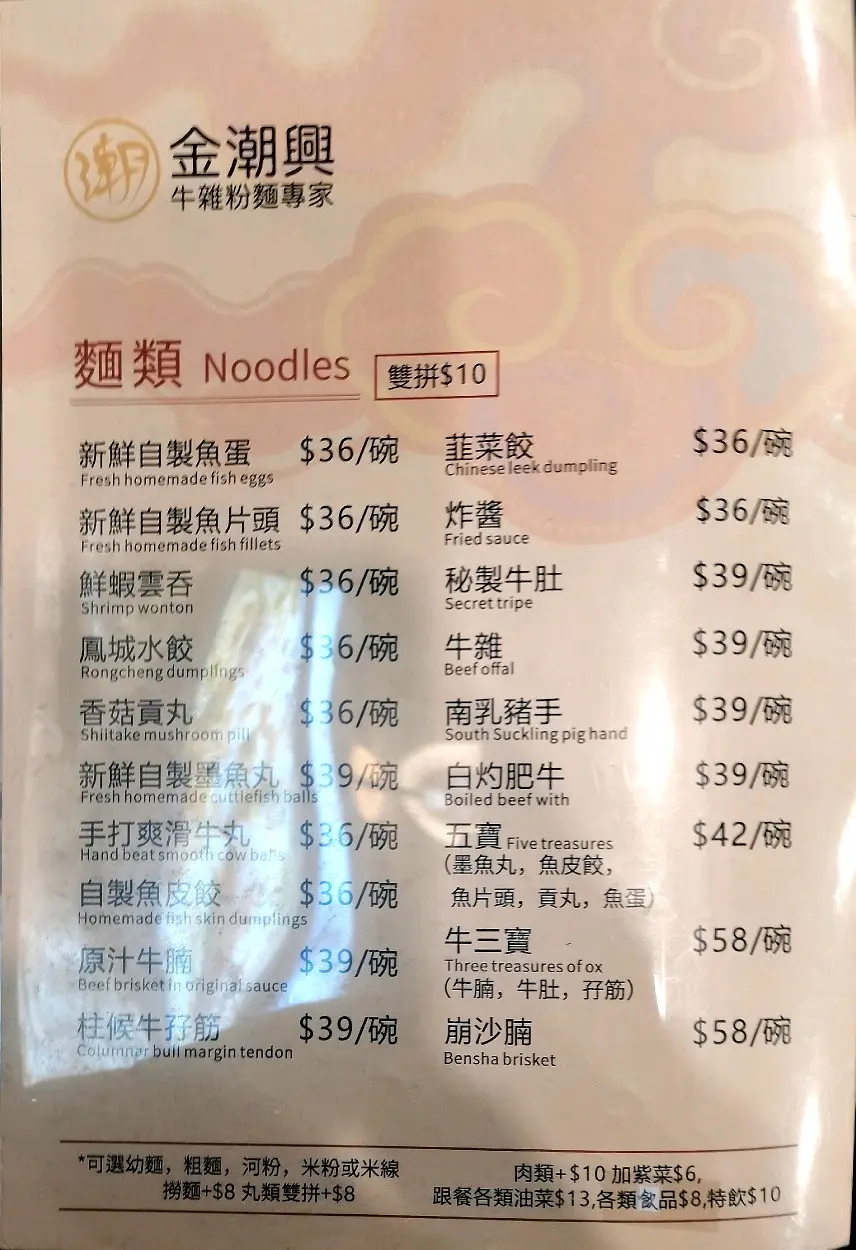 潮
金潮興
牛雜粉麵專家
麵類 Noodles
雙拼$10
新鮮自製魚蛋 $36/碗
Fresh homemade fish eggs
新鮮自製魚片頭 $36/碗
Fresh homemade fish fillets
鮮蝦雲吞 $36/碗
Shrimp wonton
鳳城水餃 $36/碗
Rongcheng dumplings
香菇貢丸 $36/碗
Shiitake mushroom pill
新鮮自製墨魚丸 $39/碗
Fresh homemade cuttlefish balls
手打爽滑牛丸 $36/碗
Hand beat smooth cow balls
自製魚皮餃 $36/碗
Homemade fish skin dumplings
原汁牛腩 $39/碗
Beef brisket in original sauce
柱候牛孖筋 $39/碗
Columnar bull margin tendon
韮菜餃 $36/碗
Chinese leek dumpling
炸醬 $36/碗
Fried sauce
秘製牛肚 $39/碗
Secret tripe
牛雜 $39/碗
Beef offal
南乳豬手 $39/碗
South Suckling pig hand
白灼肥牛 $39/碗
Boiled beef with
五寶 Five treasures $42/碗
(墨魚丸，魚皮餃，
魚片頭，貢丸，魚蛋)
牛三寶 $58/碗
Three treasures of ox
(牛腩，牛肚，孖筋)
崩沙腩 $58/碗
Bensha brisket
*可選幼麵，粗麵，河粉，米粉或米線
撈麵+$8 丸類雙拼+$8
肉類+$10 加紫菜$6,
跟餐各類油菜$13,各類飲品$8,特飲$10